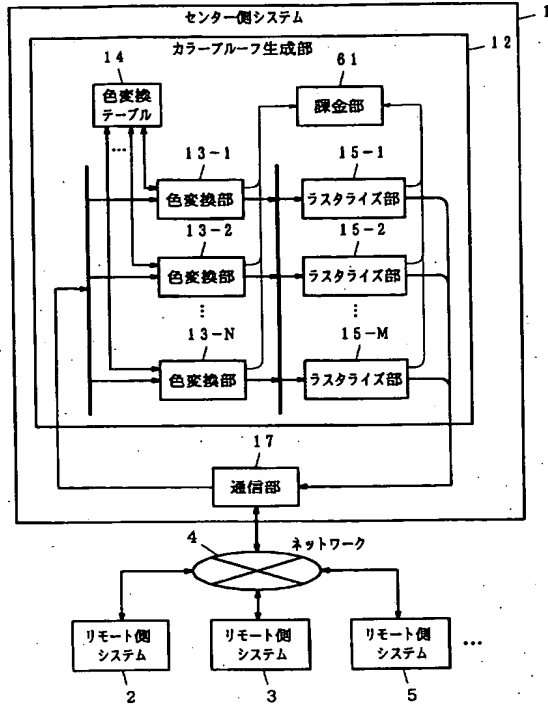 センター側システム
1
カラープルーフ生成部
12
14
61
色変換
テーブル
課金部
...
13-1
15-1
色変換部
ラスタライズ部
13-2
15-2
色変換部
ラスタライズ部
⋮
⋮
13-N
15-M
色変換部
ラスタライズ部
17
通信部
4
ネットワーク
リモート側
システム
リモート側
システム
リモート側
システム
...
2
3
5